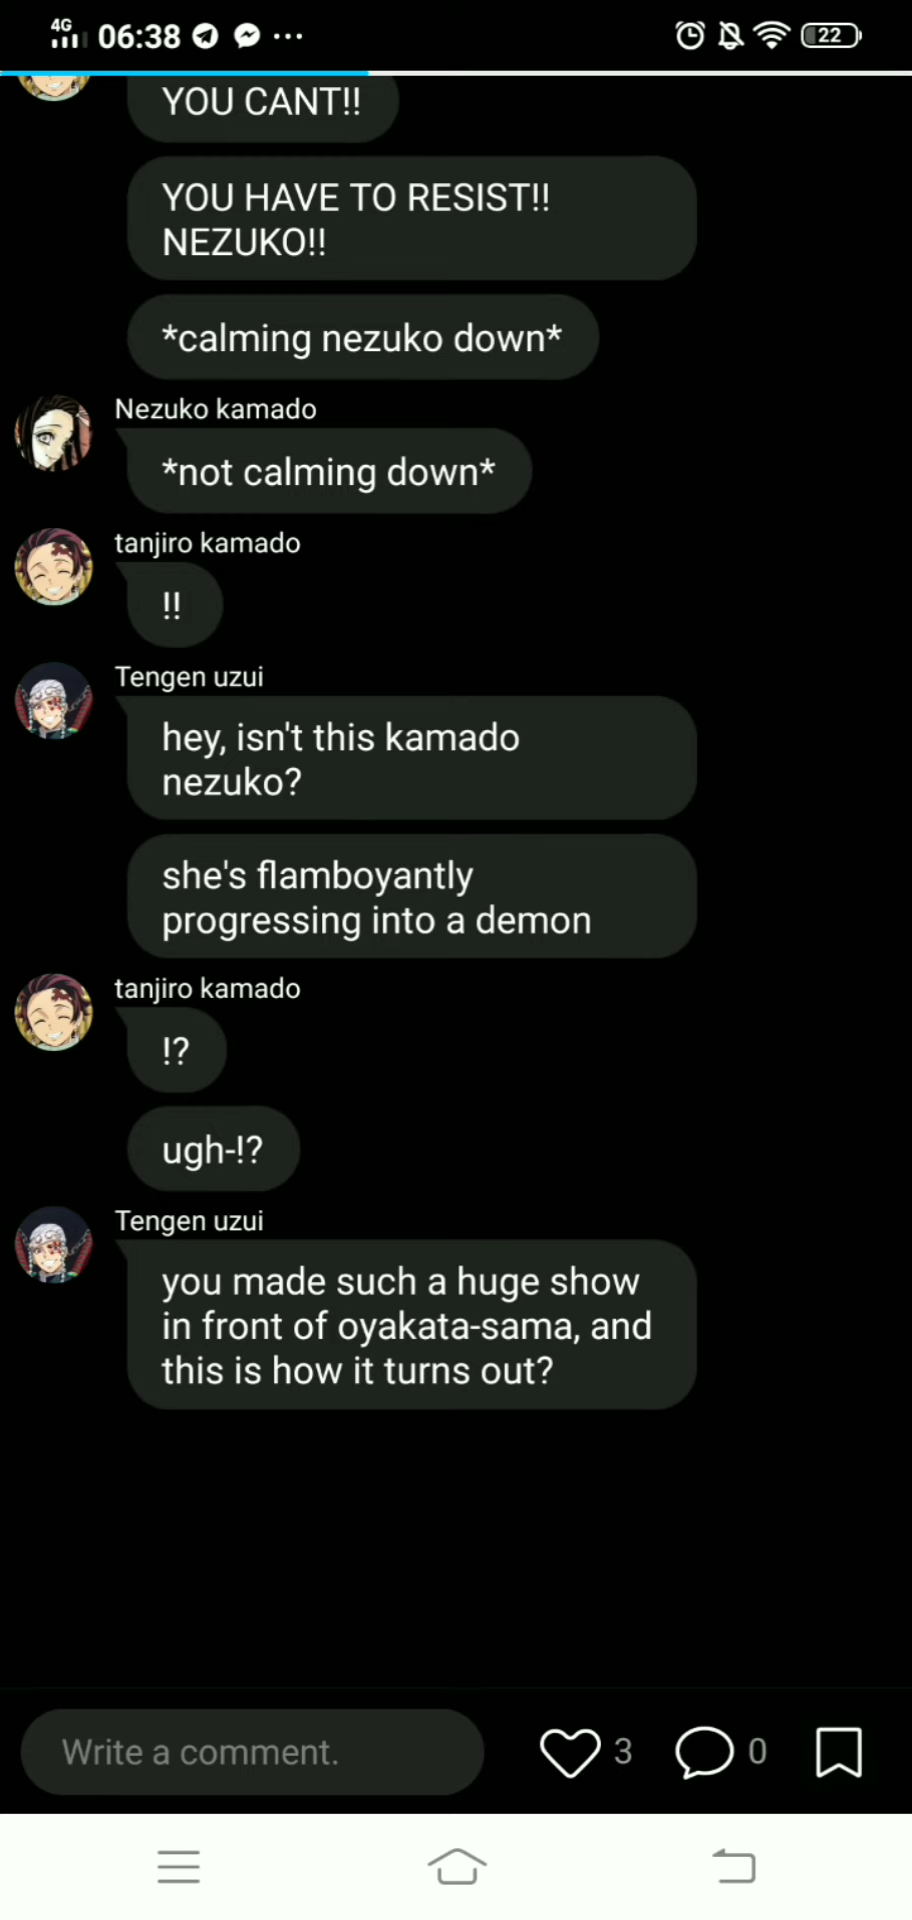 4G
06:38
22
YOU CANT!!
YOU HAVE TO RESIST!!
NEZUKO!!
*calming nezuko down*
Nezuko kamado
*not calming down*
tanjiro kamado
!!
Tengen uzui
hey, isn't this kamado
nezuko?
she's flamboyantly
progressing into a demon
tanjiro kamado
!?
ugh-!?
Tengen uzui
you made such a huge show
in front of oyakata-sama, and
this is how it turns out?
Write a comment.
3
0